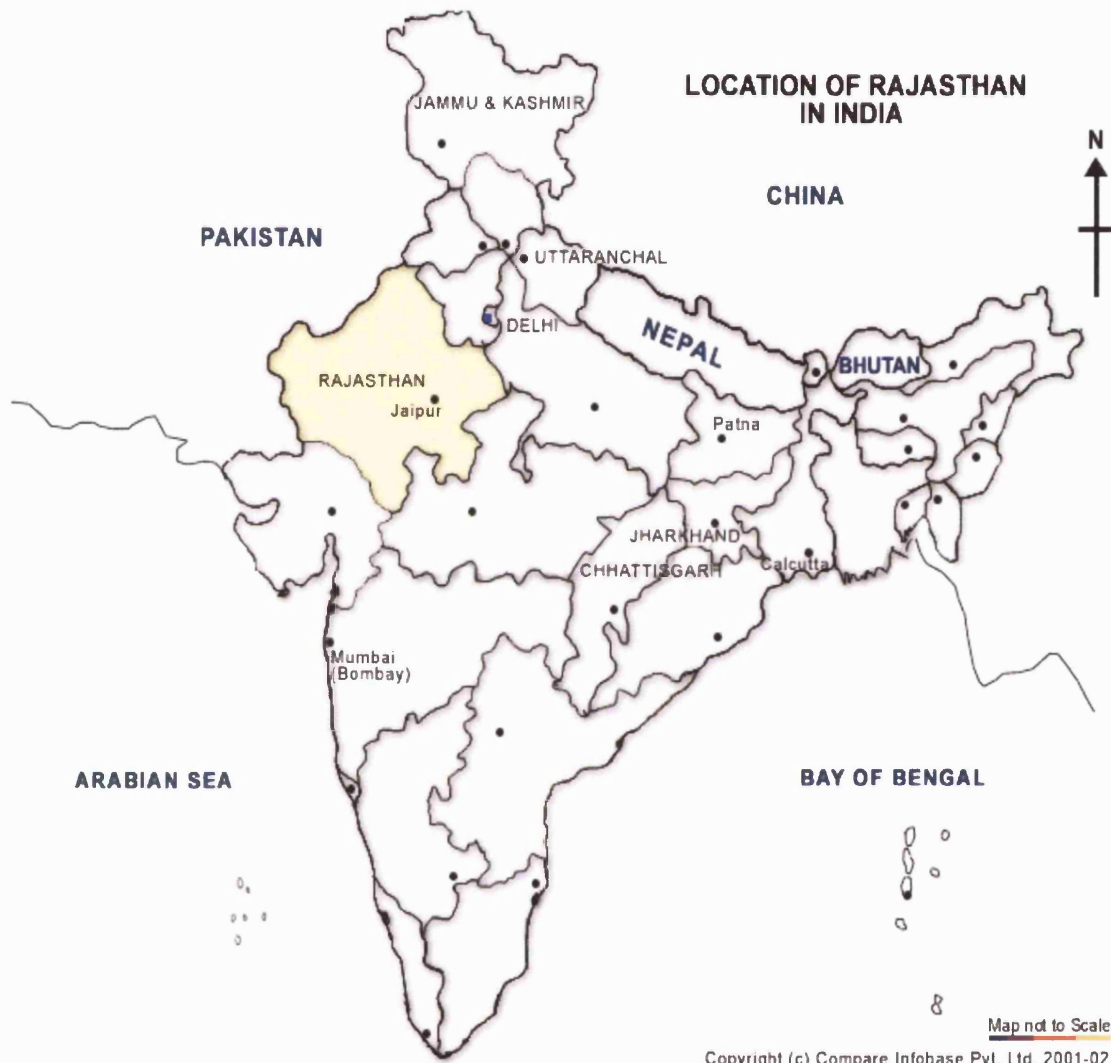 LOCATION OF RAJASTHAN
IN INDIA
JAMMU & KASHMIR
N
CHINA
PAKISTAN
UTTARANCHAL
DELHI
NEPAL
BHUTAN
RAJASTHAN
Jaipur
Patna
JHARKHAND
CHHATTISGARH
Calcutta
Mumbai
(Bombay)
ARABIAN SEA
BAY OF BENGAL
Map not to Scale
Copyright (c) Compare Infobase Pvt. Ltd. 2001-02